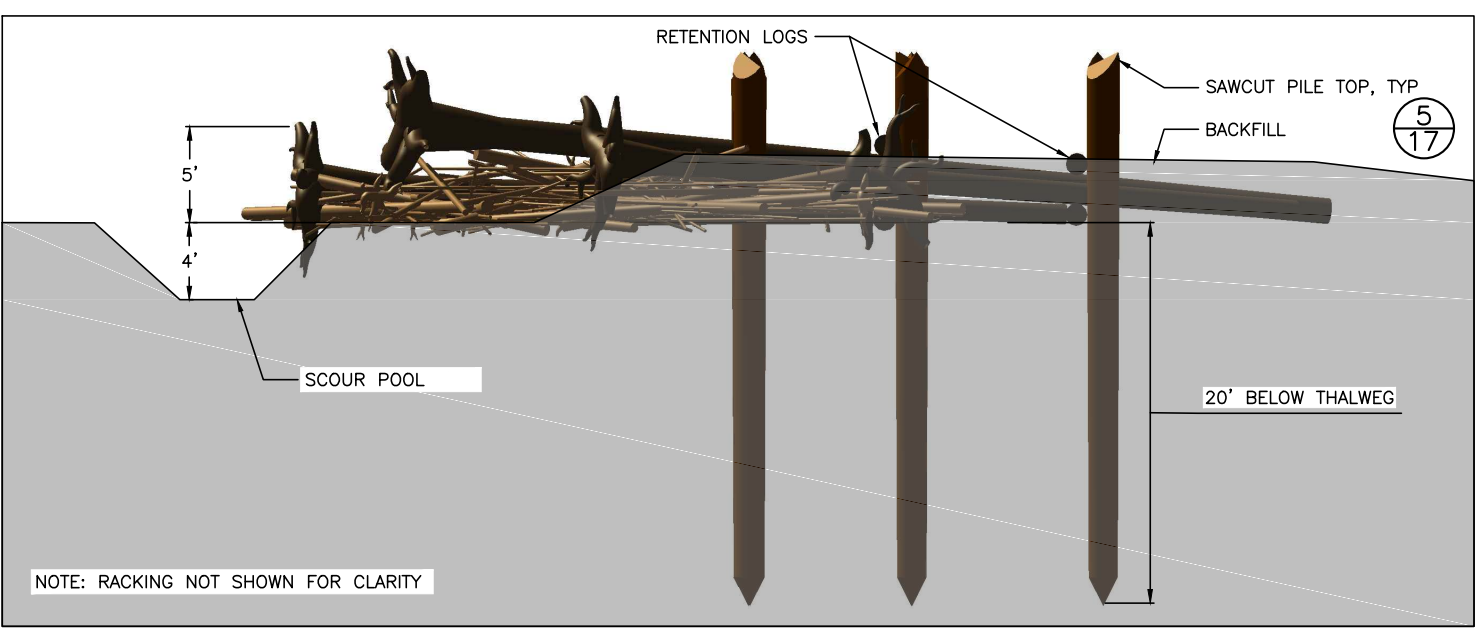 RETENTION LOGS
SAWCUT PILE TOP, TYP
5
17
BACKFILL
5'
4'
SCOUR POOL
20' BELOW THALWEG
NOTE: RACKING NOT SHOWN FOR CLARITY